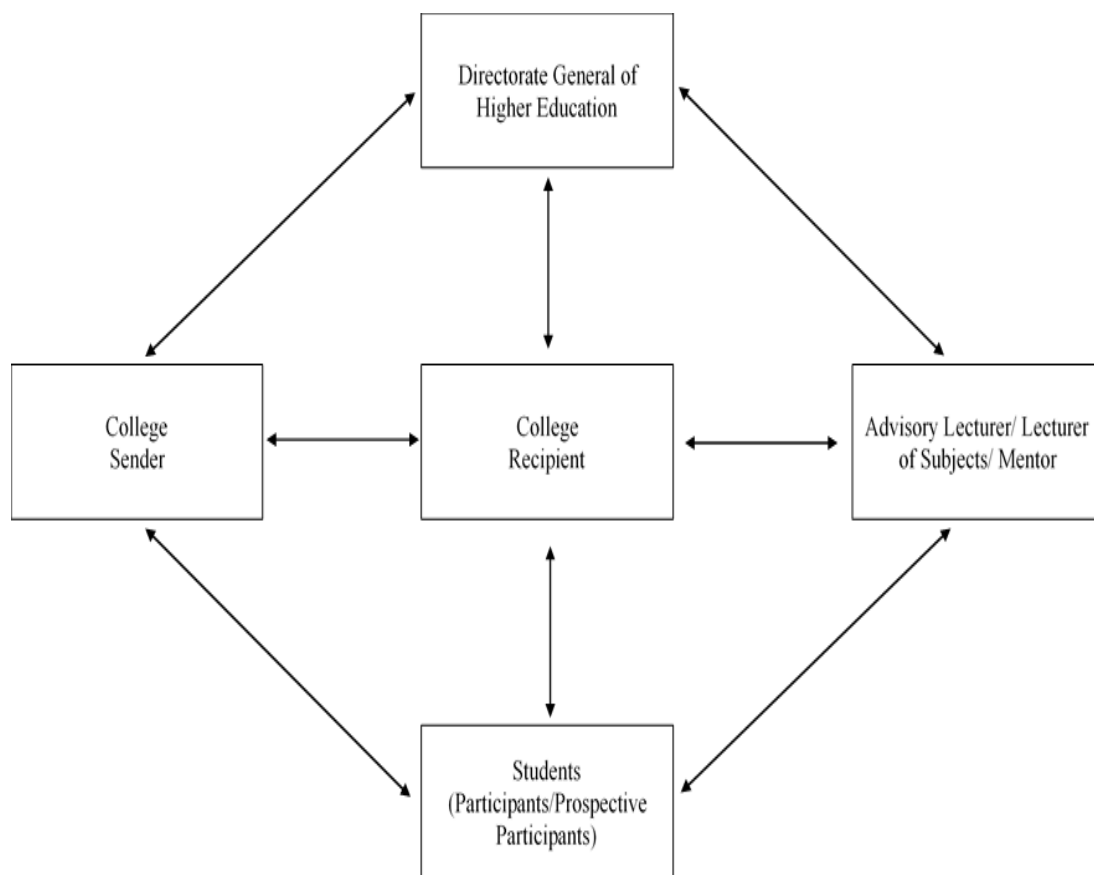 Directorate General of
Higher Education
College
Sender
College
Recipient
Advisory Lecturer/ Lecturer
of Subjects/ Mentor
Students
(Participants/Prospective
Participants)